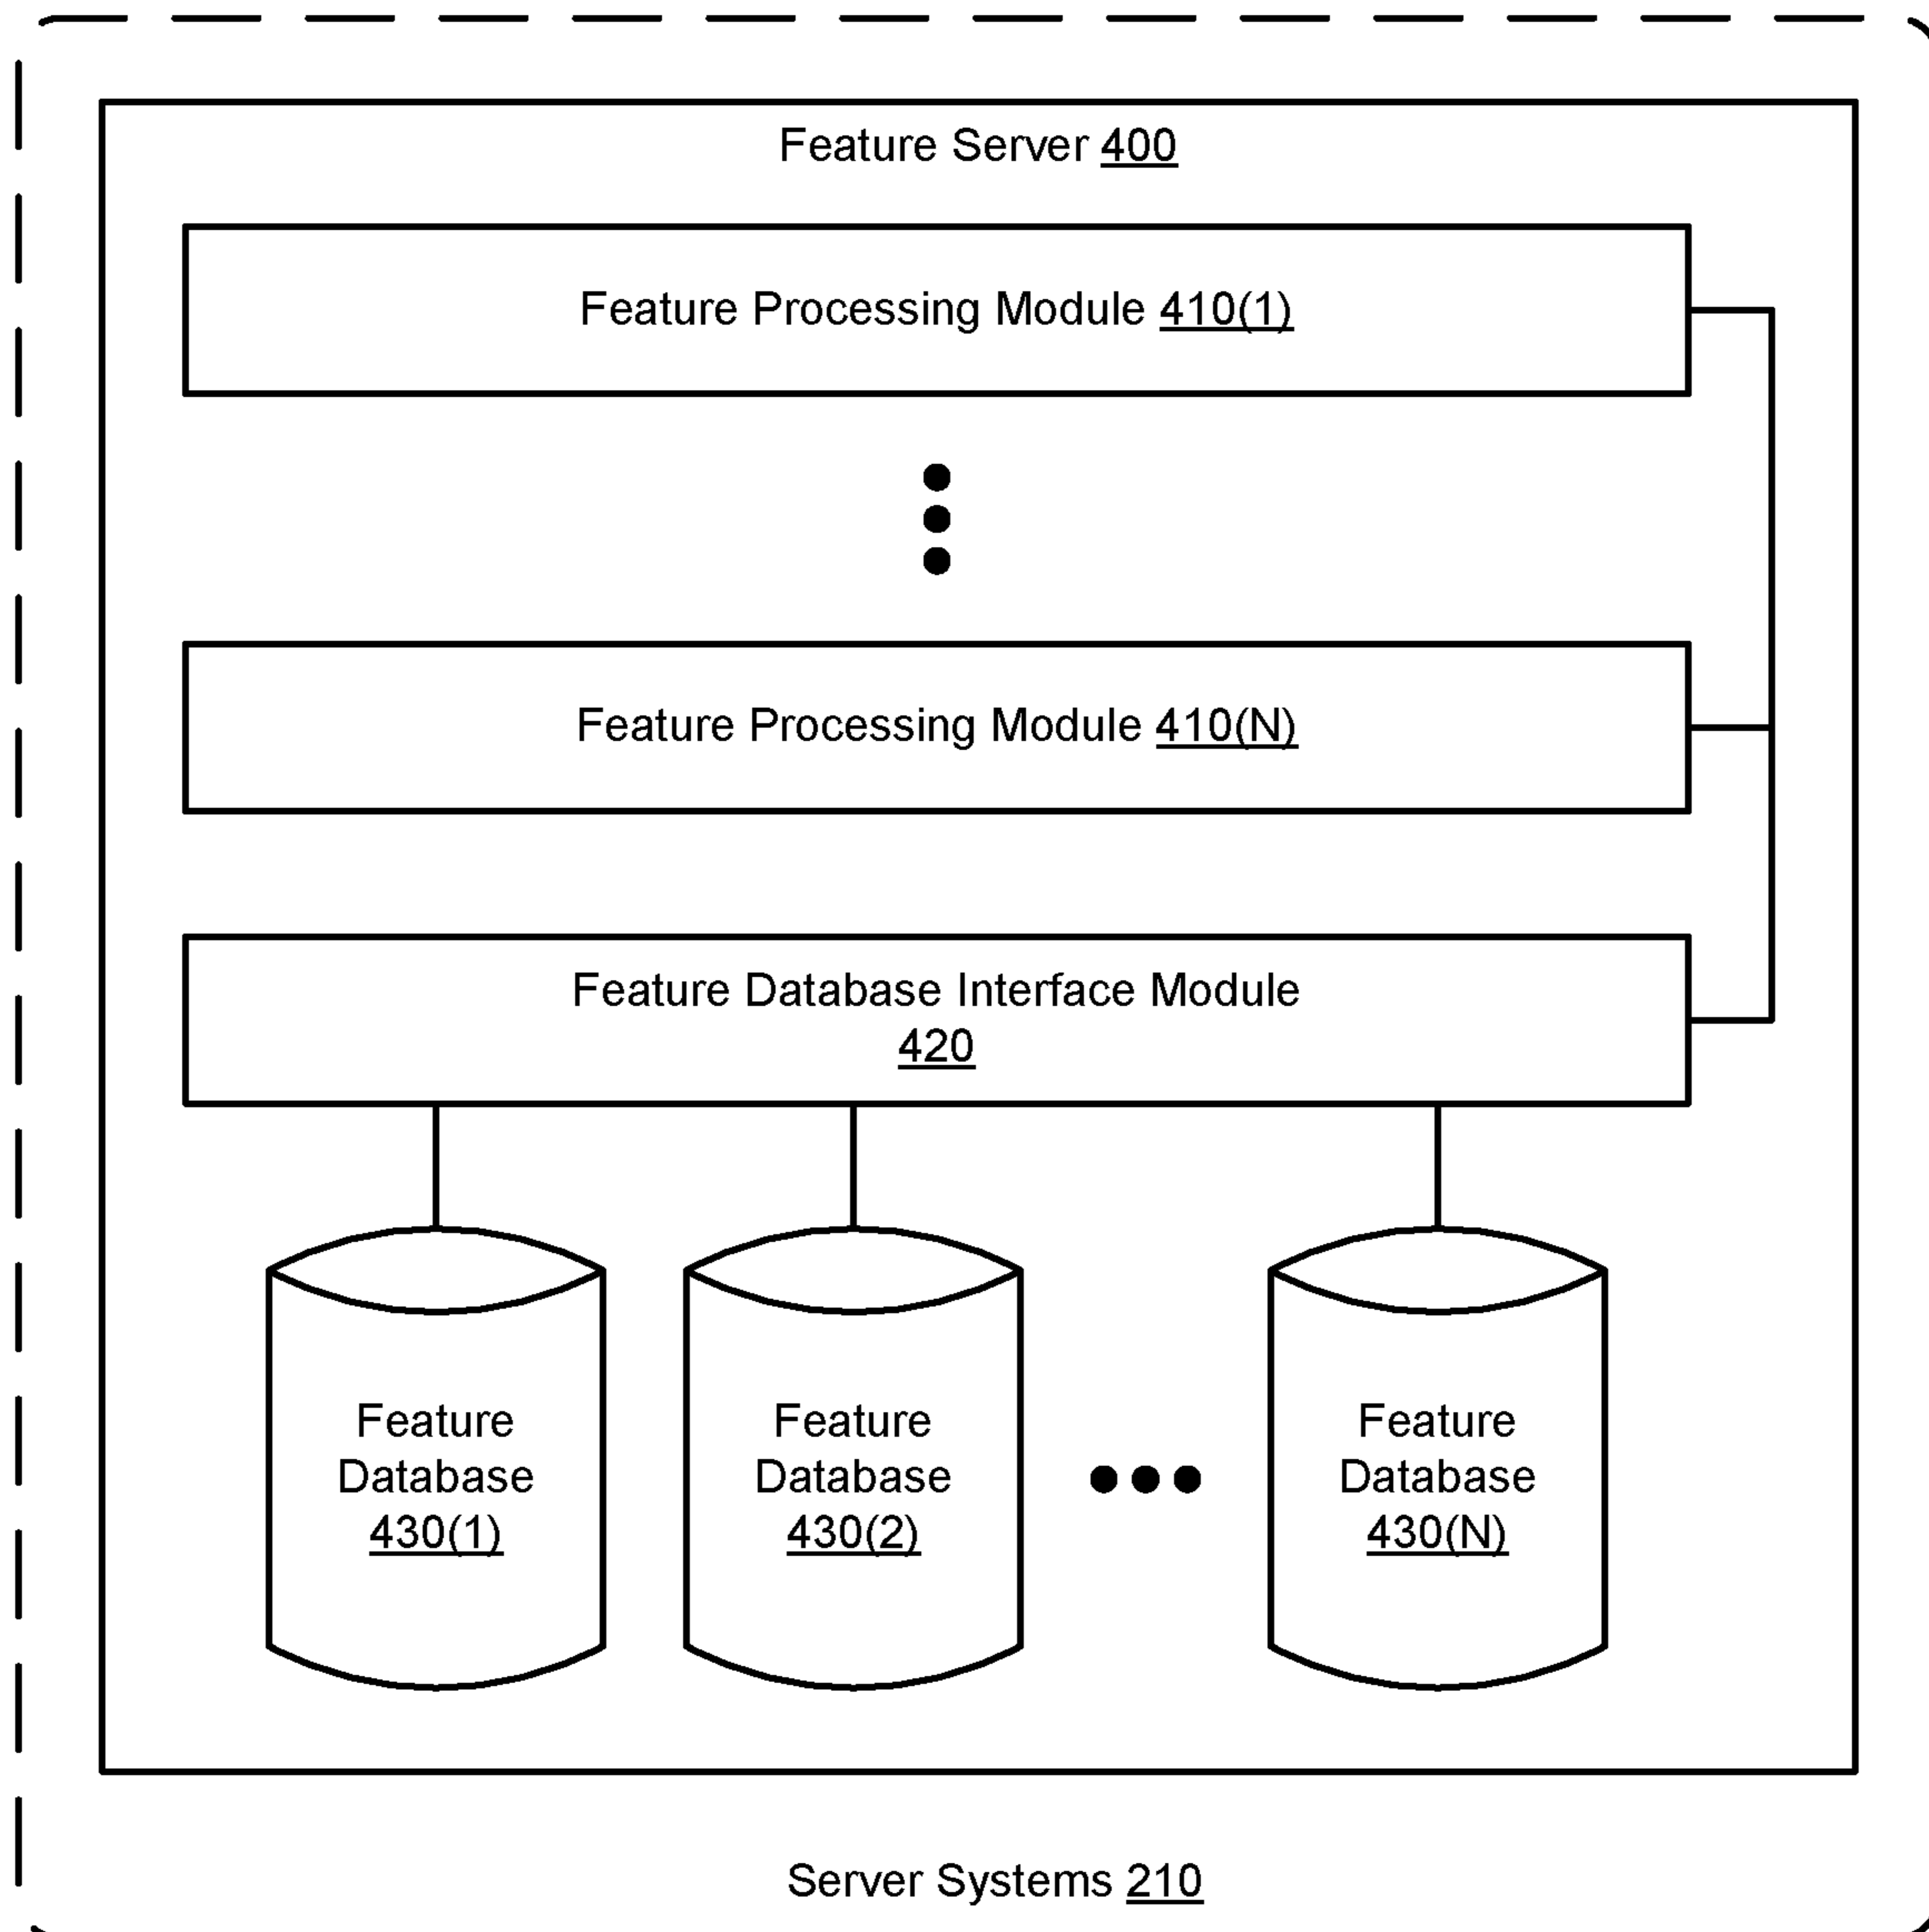 Feature Server 400
Feature Processing Module 410(1)
Feature Processing Module 410(N)
Feature Database Interface Module
420
Feature
Database
430(1)
Feature
Database
430(2)
Feature
Database
430(N)
Server Systems 210